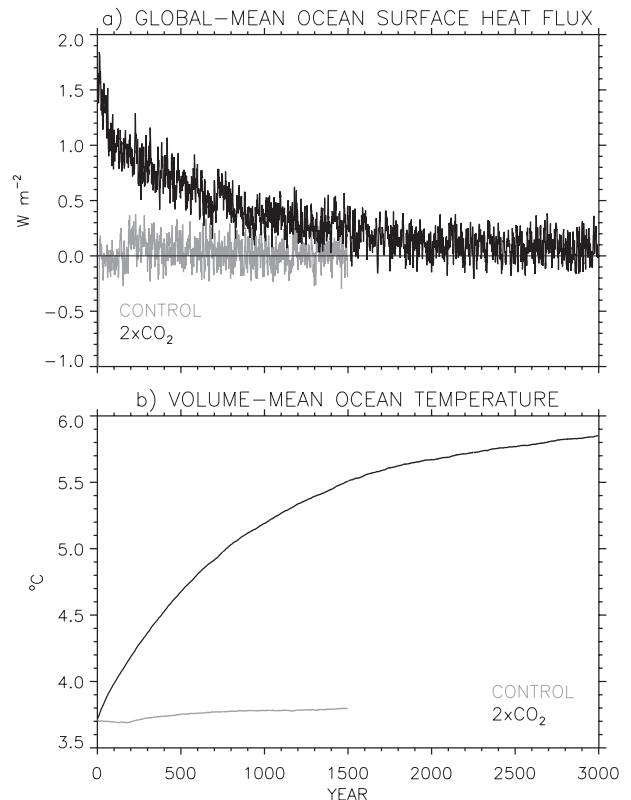 a) GLOBAL−MEAN OCEAN SURFACE HEAT FLUX
2.0
1.5
1.0
0.5
0.0
−0.5
−1.0
W m⁻²
CONTROL
2xCO₂
b) VOLUME−MEAN OCEAN TEMPERATURE
6.0
5.5
5.0
4.5
4.0
3.5
°C
CONTROL
2xCO₂
0 500 1000 1500 2000 2500 3000
YEAR